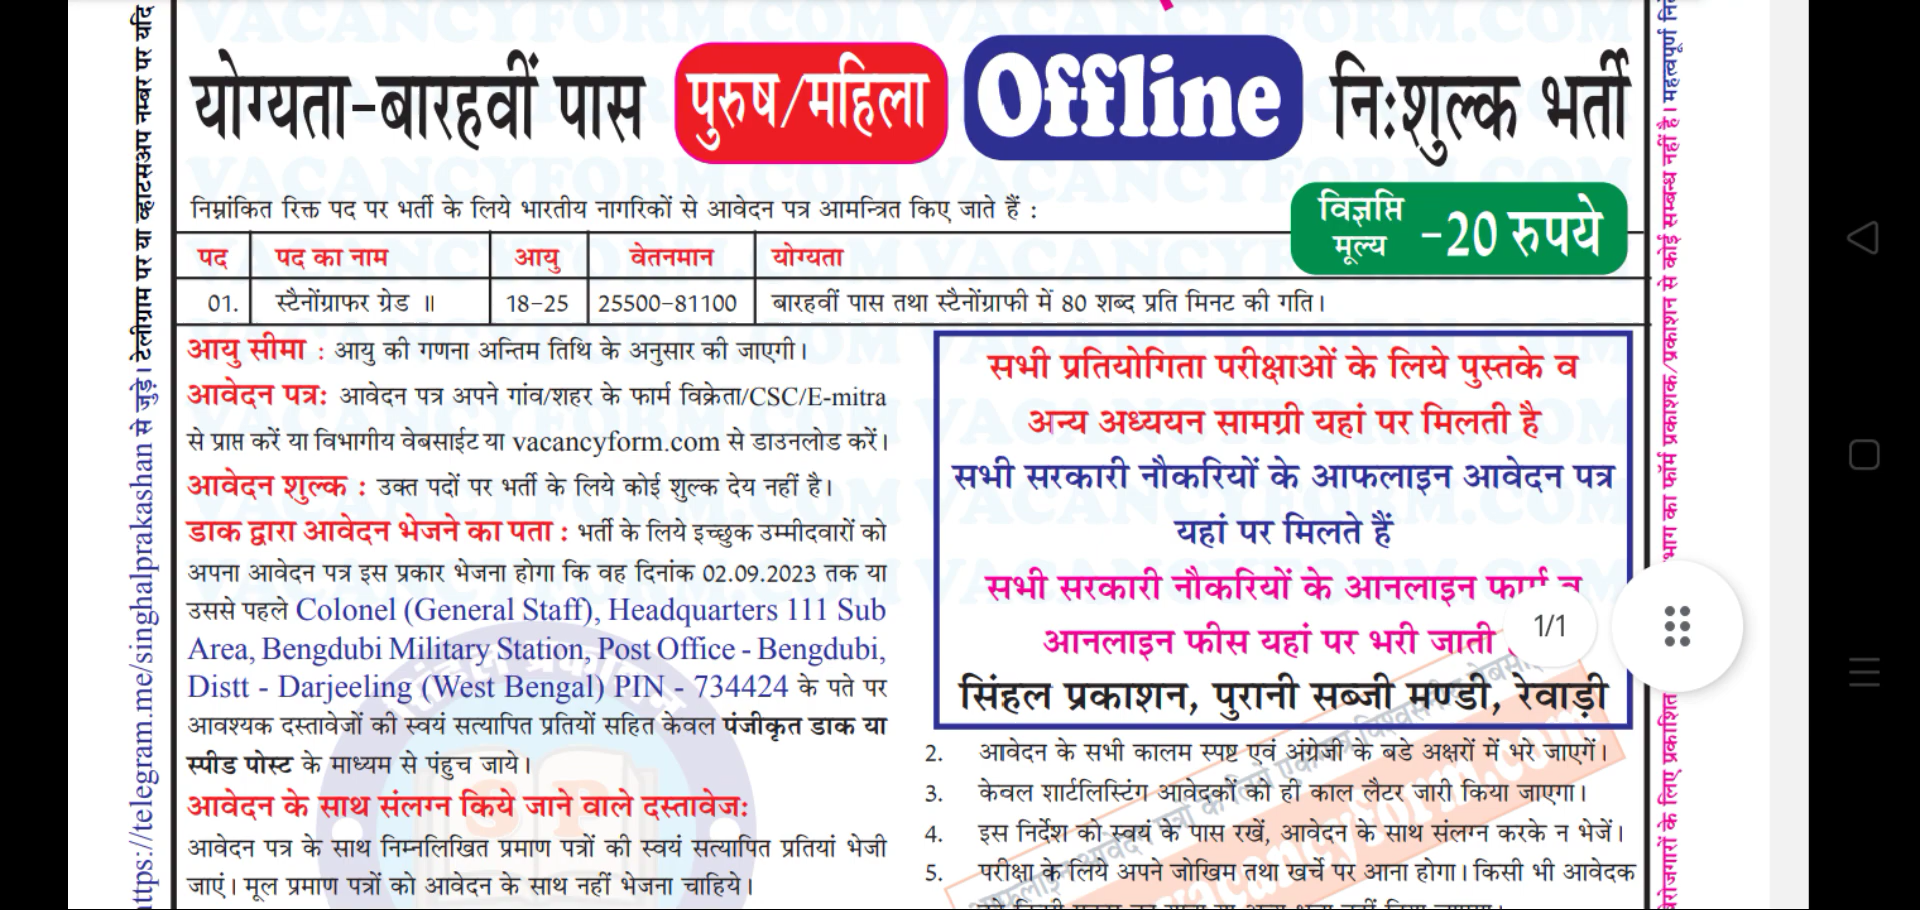 योग्यता-बारहवीं पास पुरुष/महिला Offline निःशुल्क भर्ती
निम्नांकित रिक्त पद पर भर्ती के लिये भारतीय नागरिकों से आवेदन पत्र आमन्त्रित किए जाते हैं :
विज्ञप्ति मूल्य -20 रुपये
पद पद का नाम आयु वेतनमान योग्यता
01. स्टैनोंग्राफर ग्रेड II 18-25 25500-81100 बारहवीं पास तथा स्टैनोंग्राफी में 80 शब्द प्रति मिनट की गति।
आयु सीमा : आयु की गणना अन्तिम तिथि के अनुसार की जाएगी।
आवेदन पत्र: आवेदन पत्र अपने गांव/शहर के फार्म विक्रेता/CSC/E-mitra
से प्राप्त करें या विभागीय वेबसाईट या vacancyform.com से डाउनलोड करें।
आवेदन शुल्क : उक्त पदों पर भर्ती के लिये कोई शुल्क देय नहीं है।
डाक द्वारा आवेदन भेजने का पता : भर्ती के लिये इच्छुक उम्मीदवारों को
अपना आवेदन पत्र इस प्रकार भेजना होगा कि वह दिनांक 02.09.2023 तक या
उससे पहले Colonel (General Staff), Headquarters 111 Sub
Area, Bengdubi Military Station, Post Office - Bengdubi,
Distt - Darjeeling (West Bengal) PIN - 734424 के पते पर
आवश्यक दस्तावेजों की स्वयं सत्यापित प्रतियों सहित केवल पंजीकृत डाक या
स्पीड पोस्ट के माध्यम से पंहुच जाये।
आवेदन के साथ संलग्न किये जाने वाले दस्तावेज:
आवेदन पत्र के साथ निम्नलिखित प्रमाण पत्रों की स्वयं सत्यापित प्रतियां भेजी
जाएं। मूल प्रमाण पत्रों को आवेदन के साथ नहीं भेजना चाहिये।
सभी प्रतियोगिता परीक्षाओं के लिये पुस्तके व
अन्य अध्ययन सामग्री यहां पर मिलती है
सभी सरकारी नौकरियों के आफलाइन आवेदन पत्र
यहां पर मिलते हैं
सभी सरकारी नौकरियों के आनलाइन फार्म व
आनलाइन फीस यहां पर भरी जाती
सिंहल प्रकाशन, पुरानी सब्जी मण्डी, रेवाड़ी
1/1
2. आवेदन के सभी कालम स्पष्ट एवं अंग्रेजी के बडे अक्षरों में भरे जाएगें।
3. केवल शार्टलिस्टिंग आवेदकों को ही काल लैटर जारी किया जाएगा।
4. इस निर्देश को स्वयं के पास रखें, आवेदन के साथ संलग्न करके न भेजें।
5. परीक्षा के लिये अपने जोखिम तथा खर्चे पर आना होगा। किसी भी आवेदक
https://telegram.me/singhalprakashan से जुड़े। टेलीग्राम पर या व्हाटसअप नम्बर पर यदि
बेरोजगारों के लिए प्रकाशित भाग का फॉर्म प्रकाशक/प्रकाशन से कोई सम्बन्ध नहीं है। महत्वपूर्ण
VACANCYFORM.COM
सिंहल प्रकाशन
SP
vacancyform.com